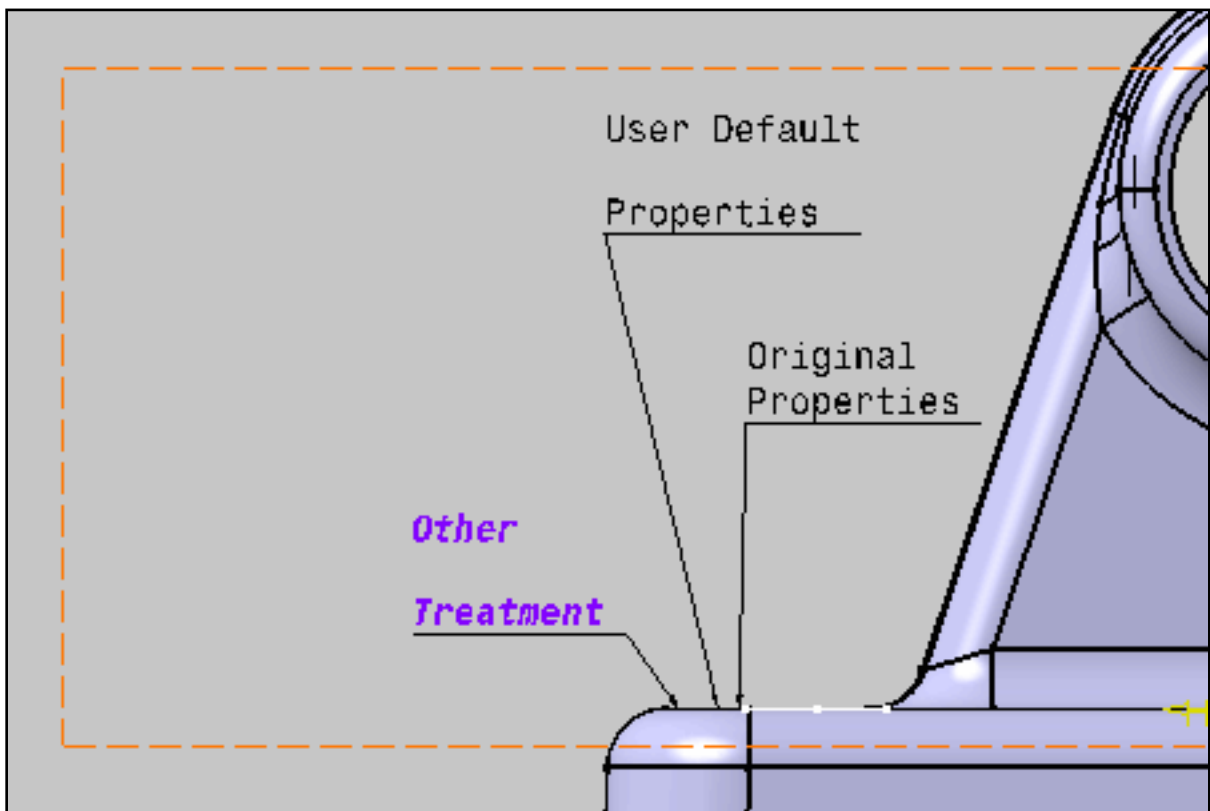 User Default
Properties
Original
Properties
Other
Treatment